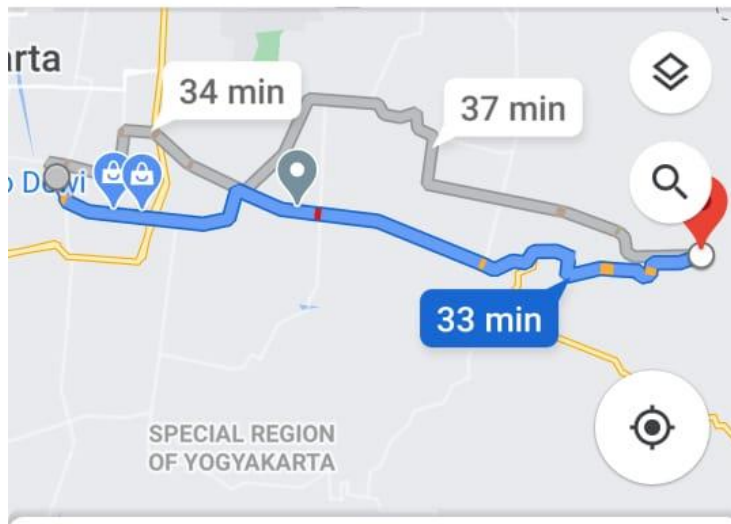 arta
34 min
37 min
o Dewi
33 min
SPECIAL REGION
OF YOGYAKARTA